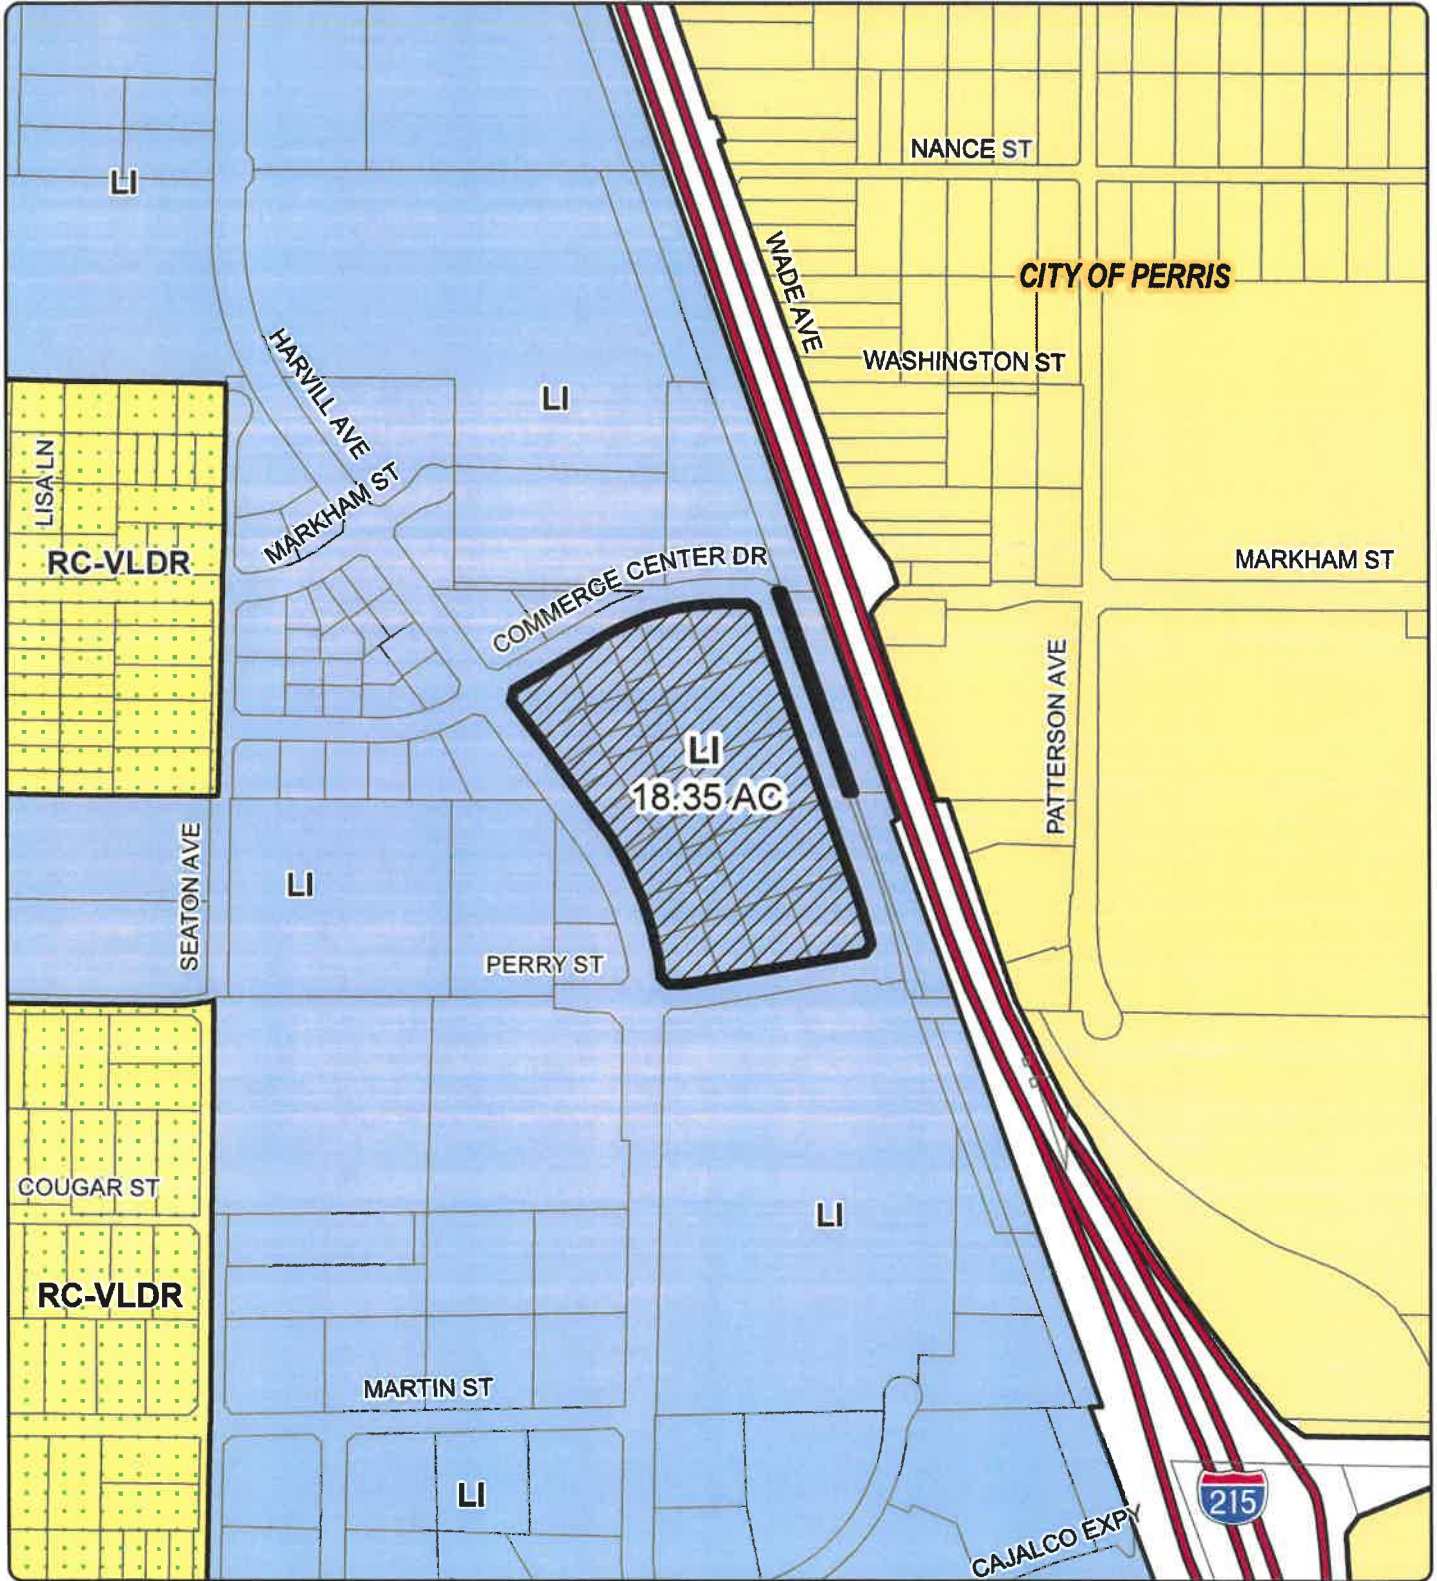 NANCE ST
LI
WADE AVE
CITY OF PERRIS
HARVILL AVE
WASHINGTON ST
LI
LISA LN
MARKHAM ST
RC-VLDR
COMMERCE CENTER DR
MARKHAM ST
PATTERSON AVE
LI
18.35 AC
SEATON AVE
LI
PERRY ST
COUGAR ST
LI
RC-VLDR
MARTIN ST
LI
215
CAJALCO EXPY